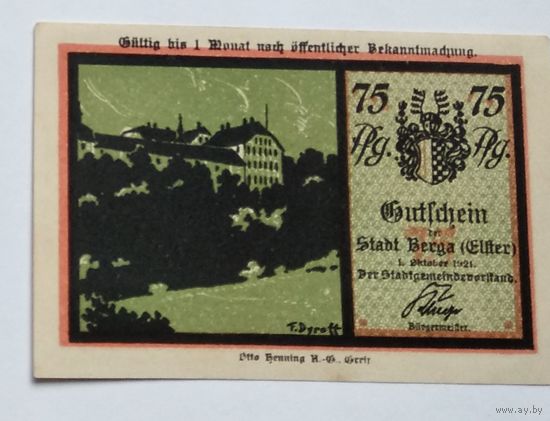 Gültig bis 1 Monat nach öffentlicher Bekanntmachung.
75 75
Pfg. Pfg.
Gutschein
der
Stadt Berga (Elster)
1. Oktober 1921.
Der Stadtgemeindevorstand.
Bürgermeister.
F. Dgroff
Otto Henning A.-G., Greiz
www.ay.by